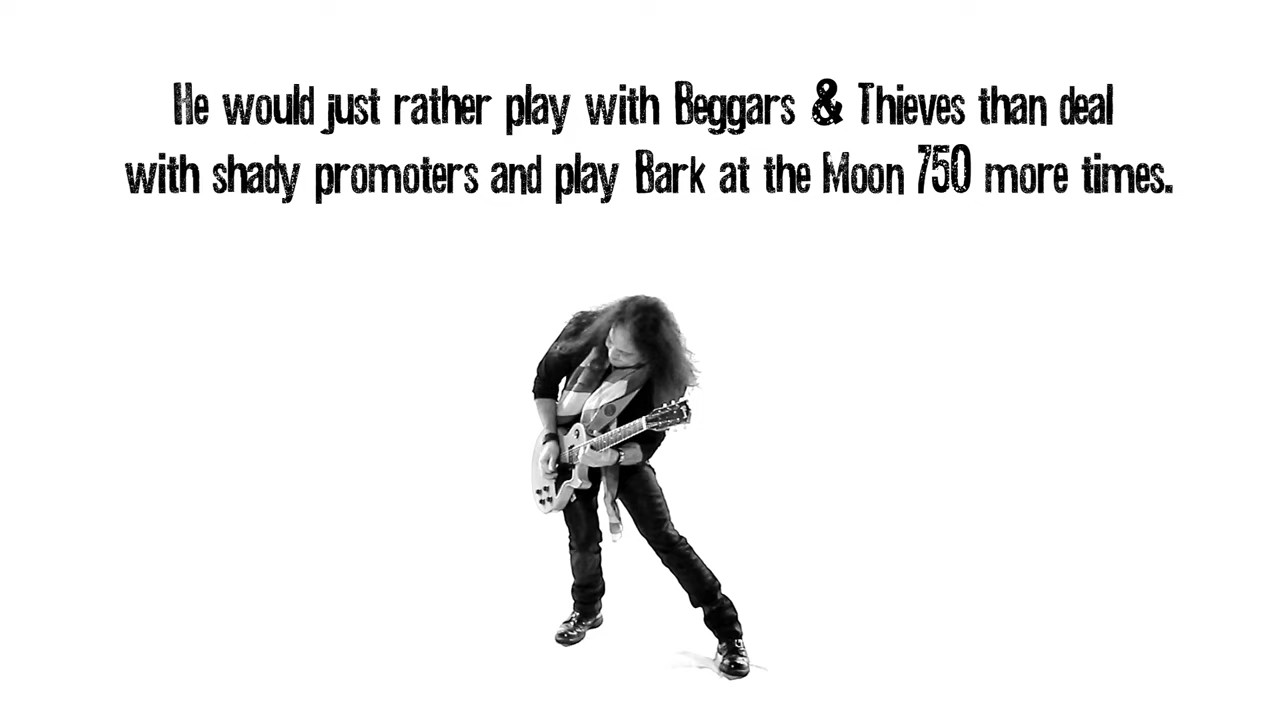 He would just rather play with Beggars & Thieves than deal
with shady promoters and play Bark at the Moon 750 more times.